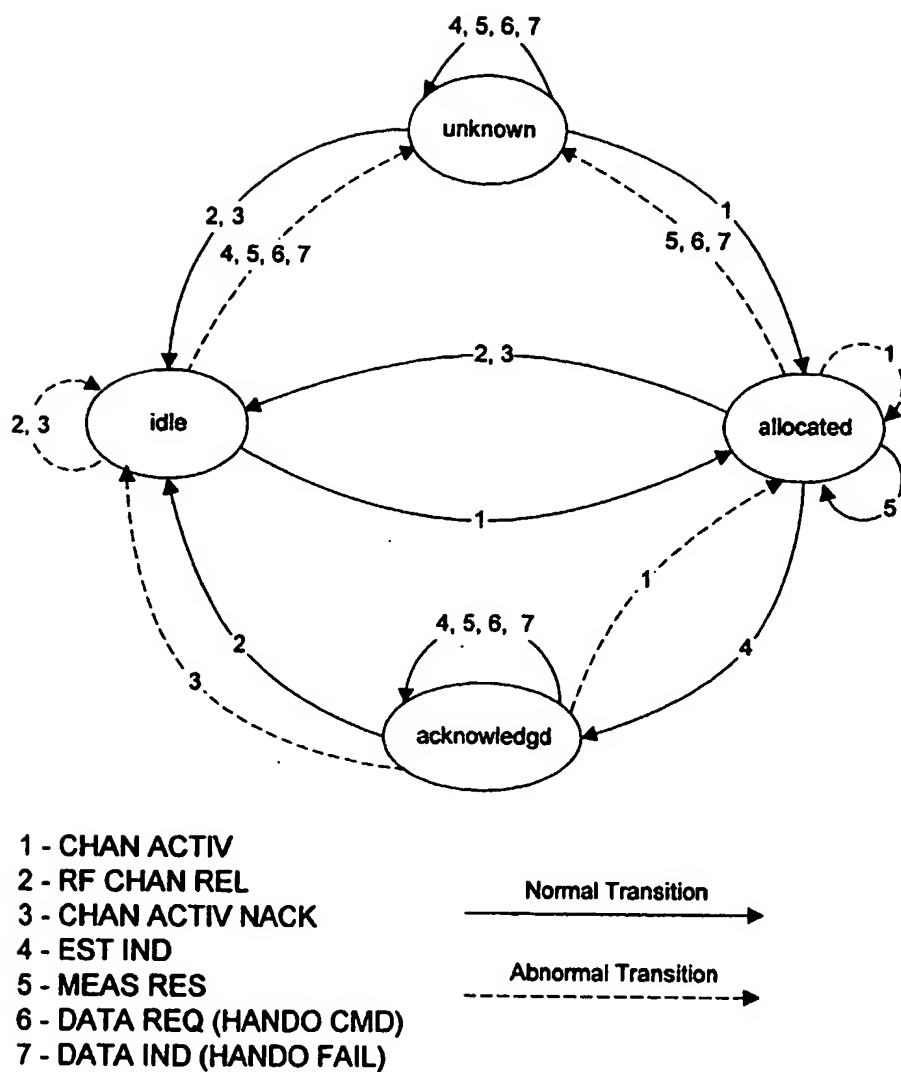 4, 5, 6, 7
unknown
2, 3
1
4, 5, 6, 7
5, 6, 7
2, 3
1
2, 3
idle
allocated
5
1
1
4, 5, 6, 7
2
4
3
acknowledgd
1 - CHAN ACTIV
2 - RF CHAN REL
3 - CHAN ACTIV NACK
4 - EST IND
5 - MEAS RES
6 - DATA REQ (HANDO CMD)
7 - DATA IND (HANDO FAIL)
Normal Transition
Abnormal Transition